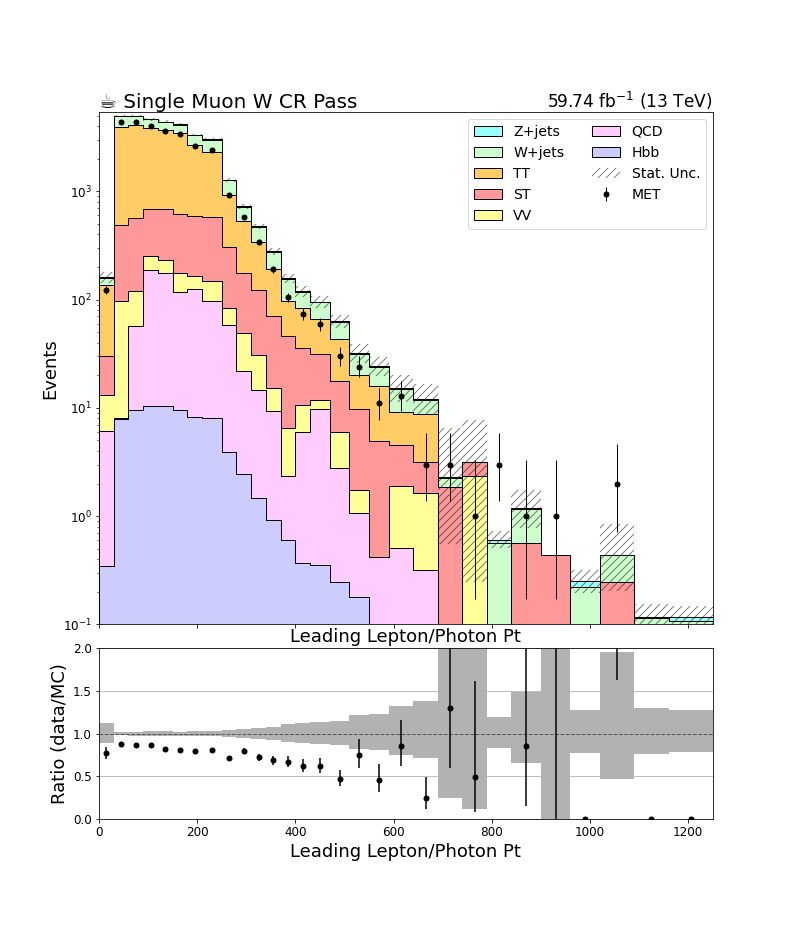 ☕ Single Muon W CR Pass
59.74 fb⁻¹ (13 TeV)
Z+jets
W+jets
TT
ST
VV
QCD
Hbb
Stat. Unc.
MET
Events
10³
10²
10¹
10⁰
10⁻¹
Leading Lepton/Photon Pt
Ratio (data/MC)
2.0
1.5
1.0
0.5
0.0
0 200 400 600 800 1000 1200
Leading Lepton/Photon Pt